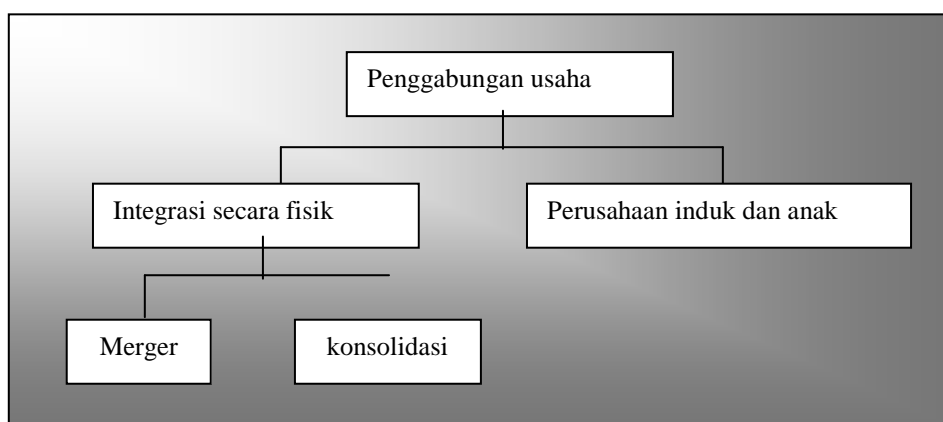 Penggabungan usaha
Integrasi secara fisik
Perusahaan induk dan anak
Merger
konsolidasi